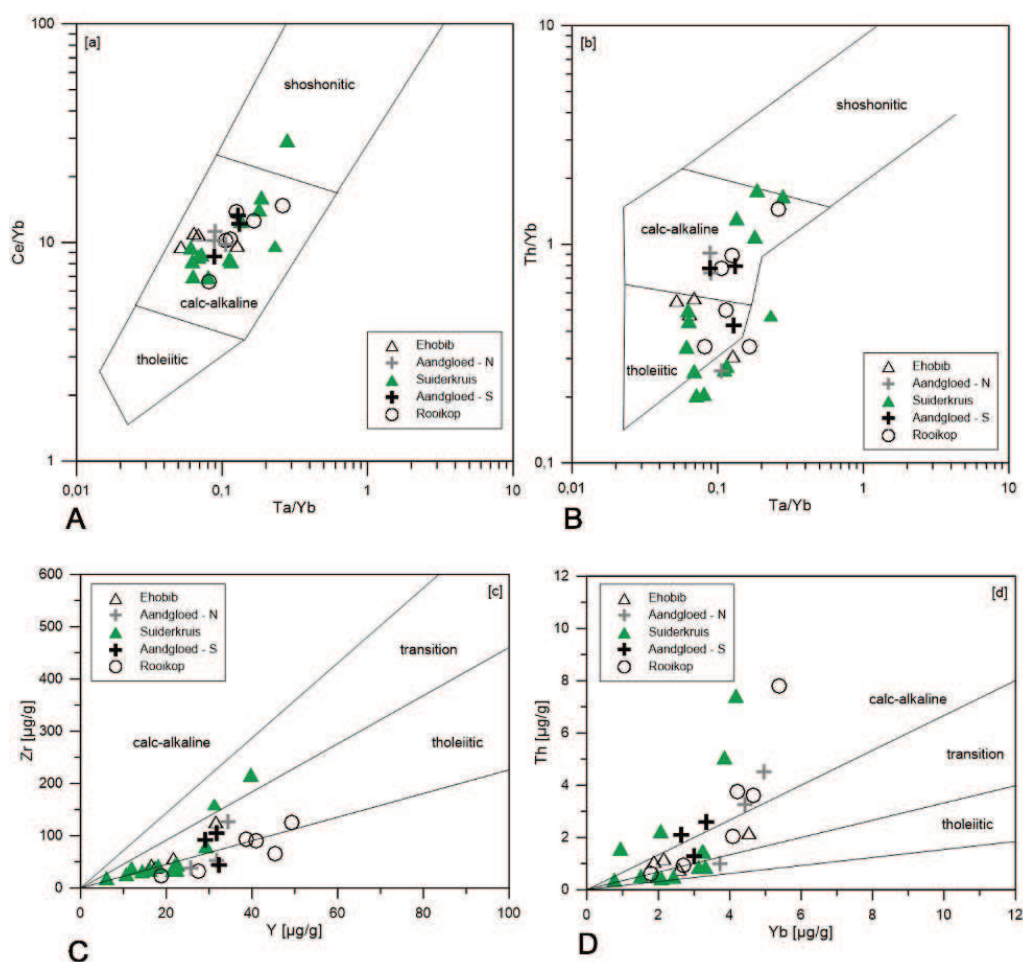 [a]
100
10
1
Ce/Yb
shoshonitic
calc-alkaline
tholeiitic
Ehobib
Aandgloed - N
Suiderkruis
Aandgloed - S
Rooikop
0,01
0,1
1
10
Ta/Yb
A
[b]
10
1
0,1
Th/Yb
shoshonitic
calc-alkaline
tholeiitic
Ehobib
Aandgloed - N
Suiderkruis
Aandgloed - S
Rooikop
0,01
0,1
1
10
Ta/Yb
B
[c]
600
500
400
300
200
100
0
Zr [µg/g]
Ehobib
Aandgloed - N
Suiderkruis
Aandgloed - S
Rooikop
transition
calc-alkaline
tholeiitic
0
20
40
60
80
100
Y [µg/g]
C
[d]
12
10
8
6
4
2
0
Th [µg/g]
Ehobib
Aandgloed - N
Suiderkruis
Aandgloed - S
Rooikop
calc-alkaline
transition
tholeiitic
0
2
4
6
8
10
12
Yb [µg/g]
D